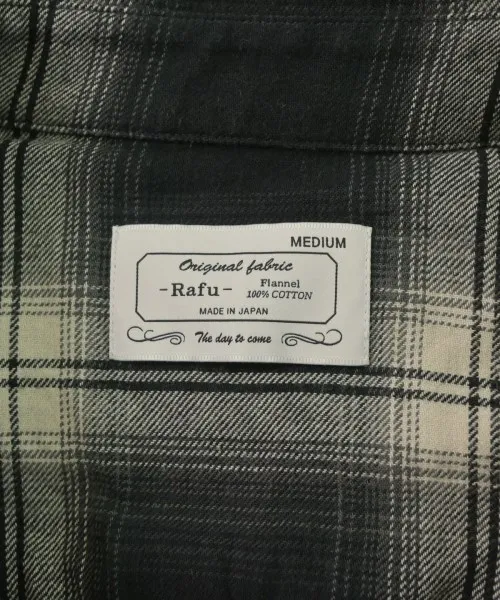 MEDIUM
Original fabric
-Rafu- Flannel
100% COTTON
MADE IN JAPAN
The day to come